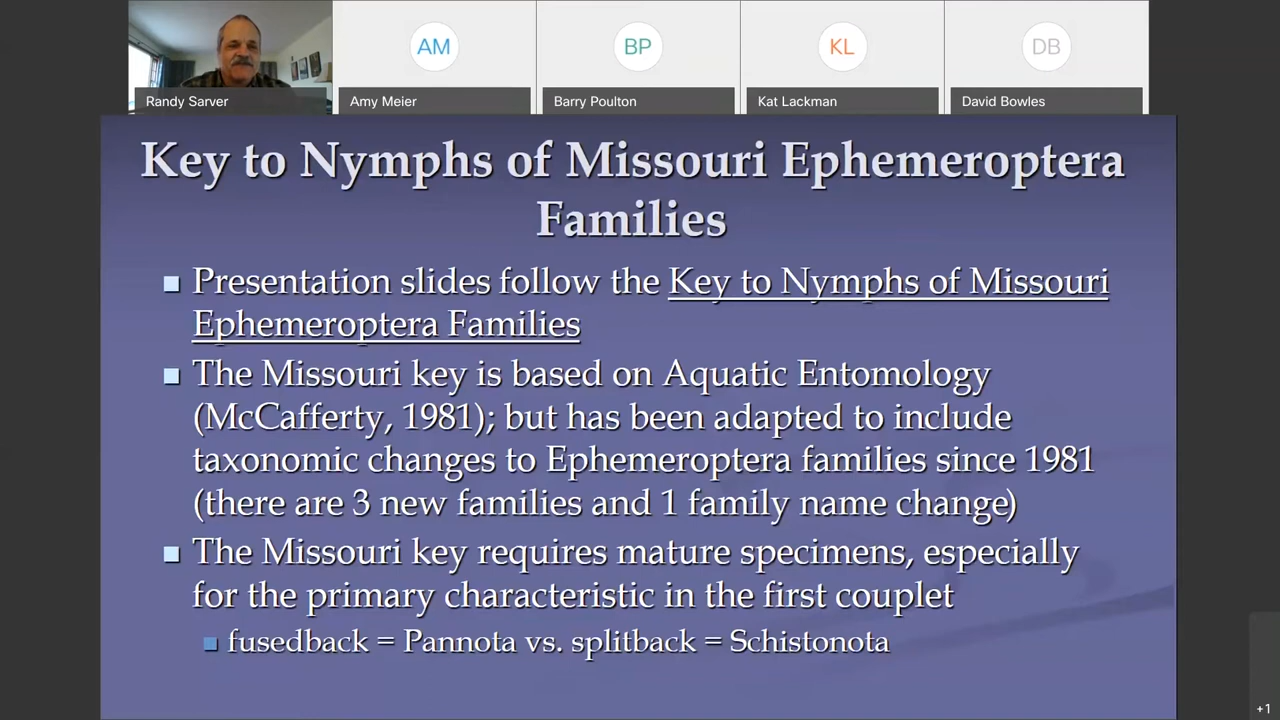 AM
BP
KL
DB
Randy Sarver
Amy Meier
Barry Poulton
Kat Lackman
David Bowles
Key to Nymphs of Missouri Ephemeroptera
Families
Presentation slides follow the Key to Nymphs of Missouri
Ephemeroptera Families
The Missouri key is based on Aquatic Entomology
(McCafferty, 1981); but has been adapted to include
taxonomic changes to Ephemeroptera families since 1981
(there are 3 new families and 1 family name change)
The Missouri key requires mature specimens, especially
for the primary characteristic in the first couplet
fusedback = Pannota vs. splitback = Schistonota
+1